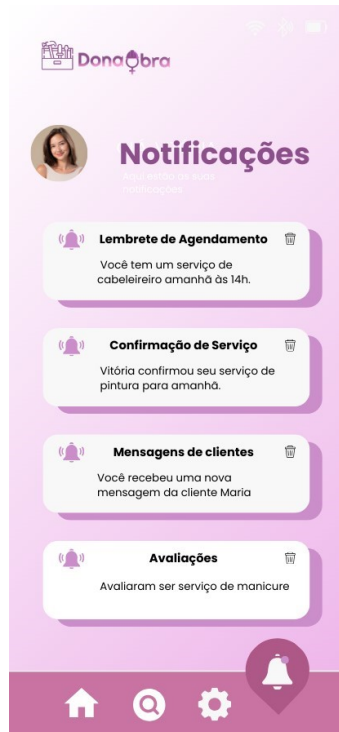 DonaObra
Notificações
Aqui estão as suas
notificações
Lembrete de Agendamento
Você tem um serviço de
cabeleireiro amanhã às 14h.
Confirmação de Serviço
Vitória confirmou seu serviço de
pintura para amanhã.
Mensagens de clientes
Você recebeu uma nova
mensagem da cliente Maria
Avaliações
Avaliaram ser serviço de manicure